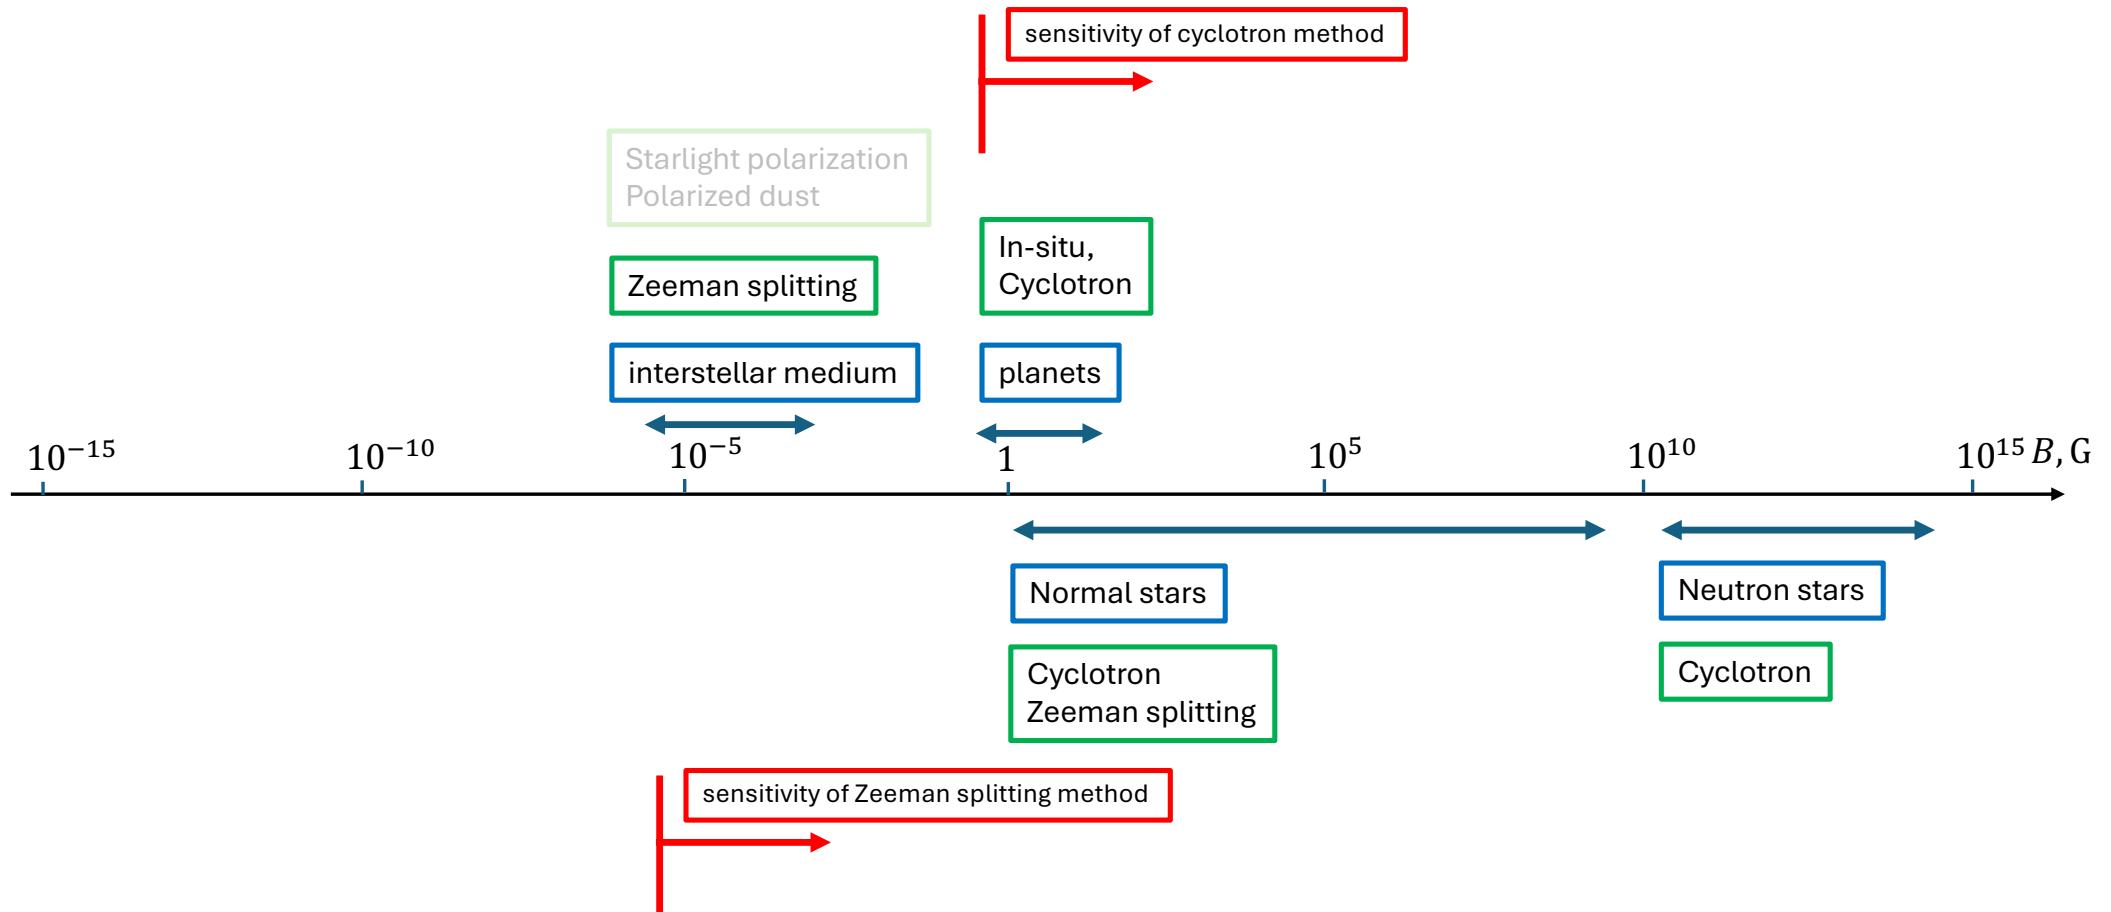 sensitivity of cyclotron method
Starlight polarization
Polarized dust
In-situ,
Cyclotron
Zeeman splitting
interstellar medium
planets
10⁻¹⁵ 10⁻¹⁰ 10⁻⁵ 1 10⁵ 10¹⁰ 10¹⁵ B, G
Normal stars
Neutron stars
Cyclotron
Zeeman splitting
Cyclotron
sensitivity of Zeeman splitting method